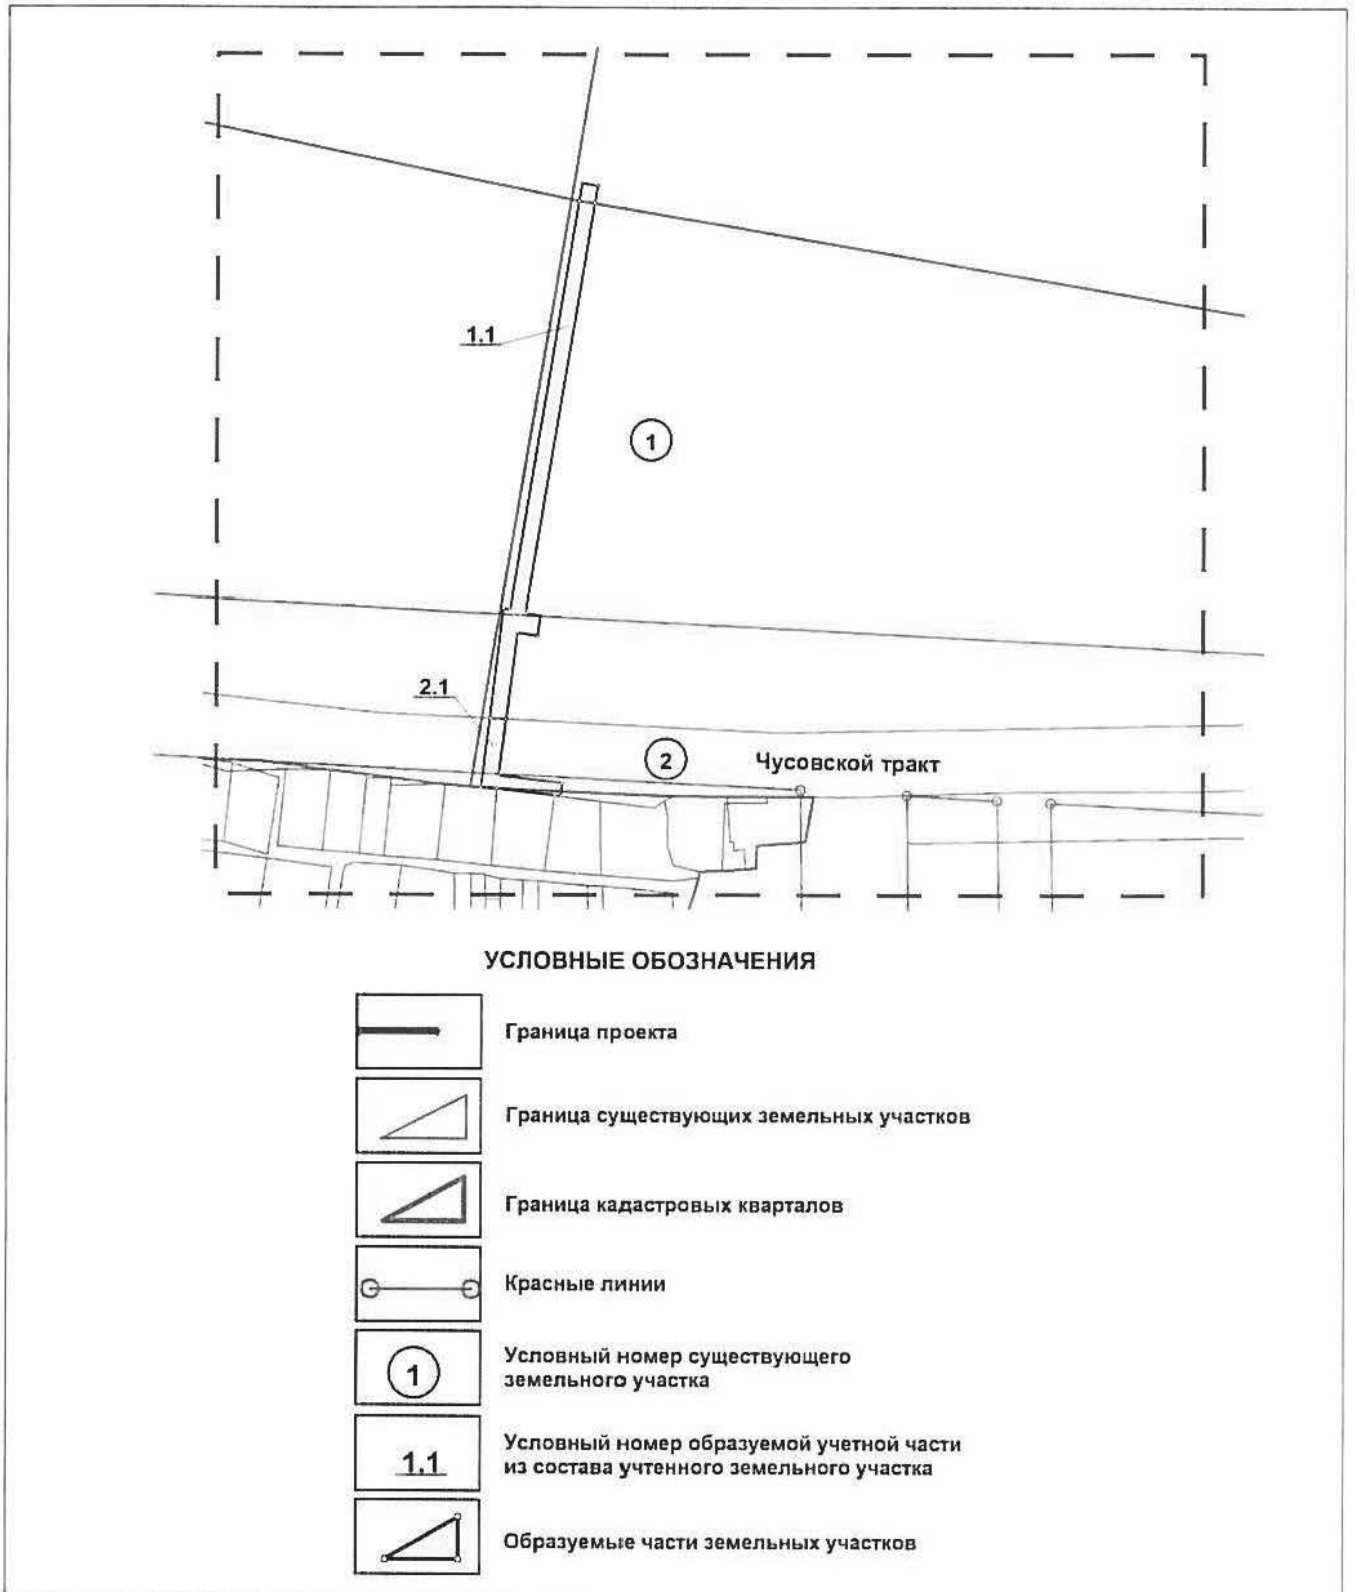 1.1
1
2.1
2
Чусовской тракт
УСЛОВНЫЕ ОБОЗНАЧЕНИЯ
Граница проекта
Граница существующих земельных участков
Граница кадастровых кварталов
Красные линии
1
Условный номер существующего
земельного участка
1.1
Условный номер образуемой учетной части
из состава учтенного земельного участка
Образуемые части земельных участков